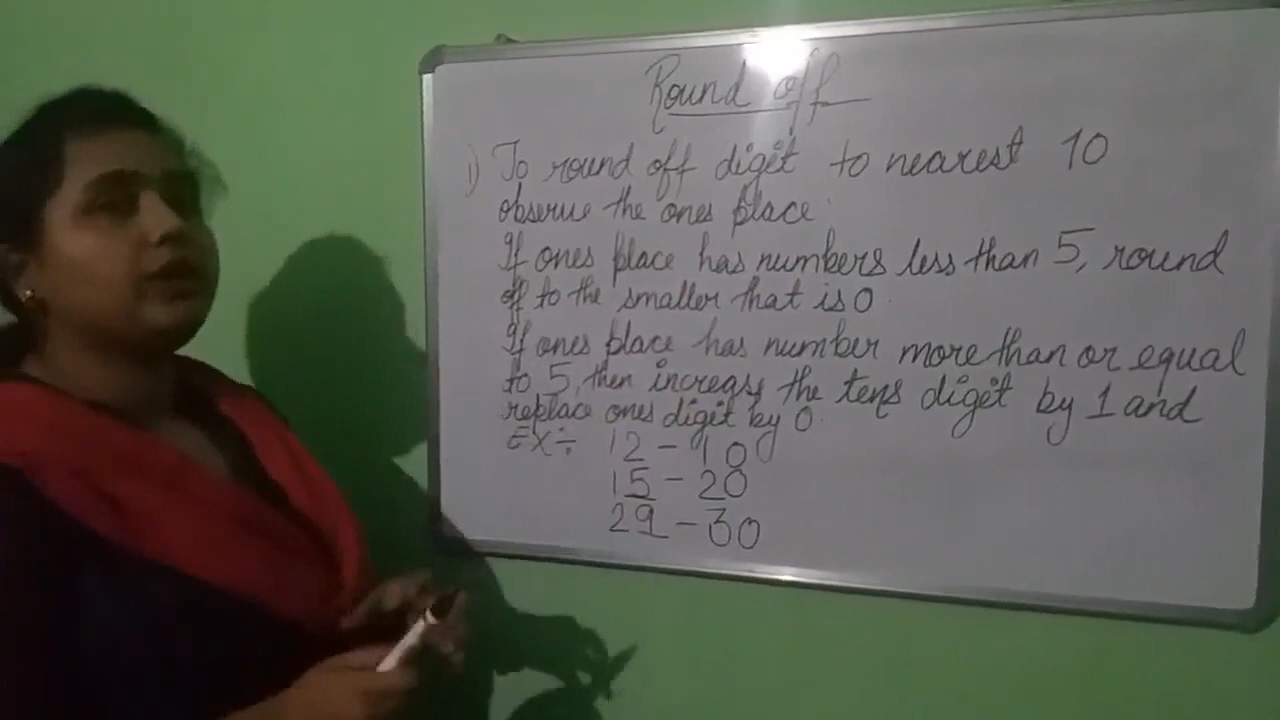 Round off
1) To round off digit to nearest 10
observe the ones place.
If ones place has numbers less than 5, round
off to the smaller that is 0.
If ones place has number more than or equal
to 5, then increase the tens digit by 1 and
replace ones digit by 0.
EX÷ 12 - 10
15 - 20
29 - 30